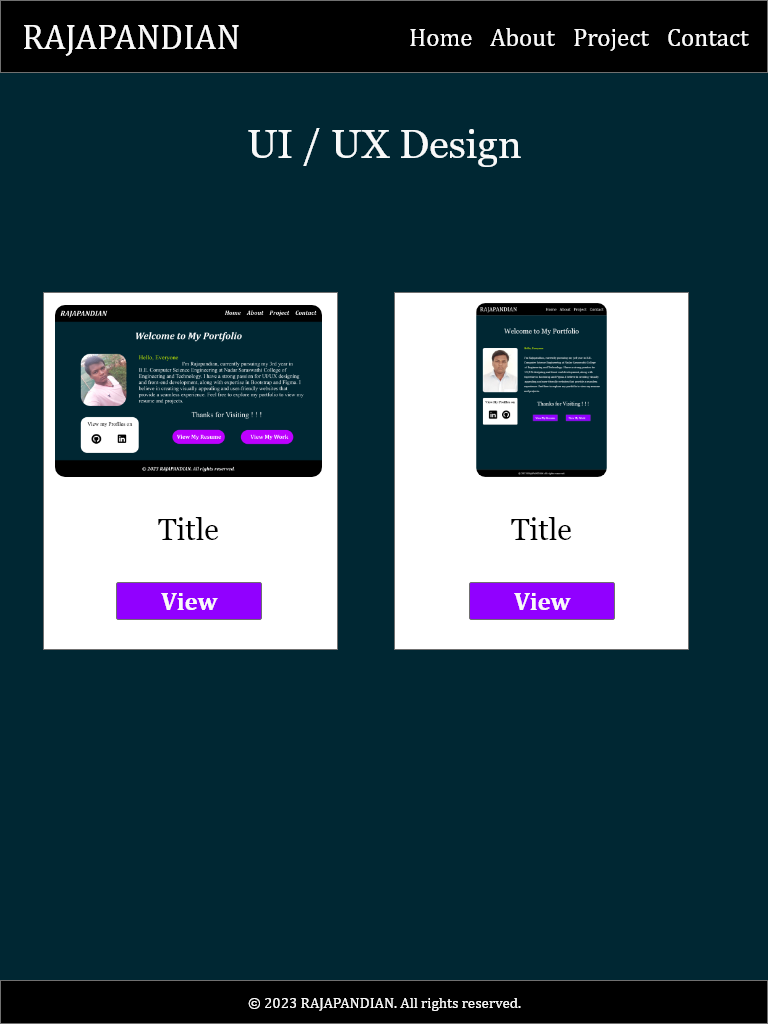 RAJAPANDIAN
Home About Project Contact
UI / UX Design
RAJAPANDIAN
Home About Project Contact
Welcome to My Portfolio
Hello, Everyone
I'm Rajapandian, currently pursuing my 3rd year in
B.E. Computer Science Engineering at Nadar Saraswathi College of
Engineering and Technology. I have a strong passion for UI/UX designing
and front-end development, along with expertise in Bootstrap and Figma. I
believe in creating visually appealing and user-friendly websites that
provide a seamless experience. Feel free to explore my portfolio to view my
resume and projects.
Thanks for Visiting ! ! !
View my Profiles on
View My Resume
View My Work
© 2023 RAJAPANDIAN. All rights reserved.
Title
View
RAJAPANDIAN
Home About Project Contact
Welcome to My Portfolio
Hello, Everyone
Thanks for Visiting ! ! !
View My Profiles on
View My Resume
View My Work
© 2023 RAJAPANDIAN. All rights reserved.
Title
View
© 2023 RAJAPANDIAN. All rights reserved.